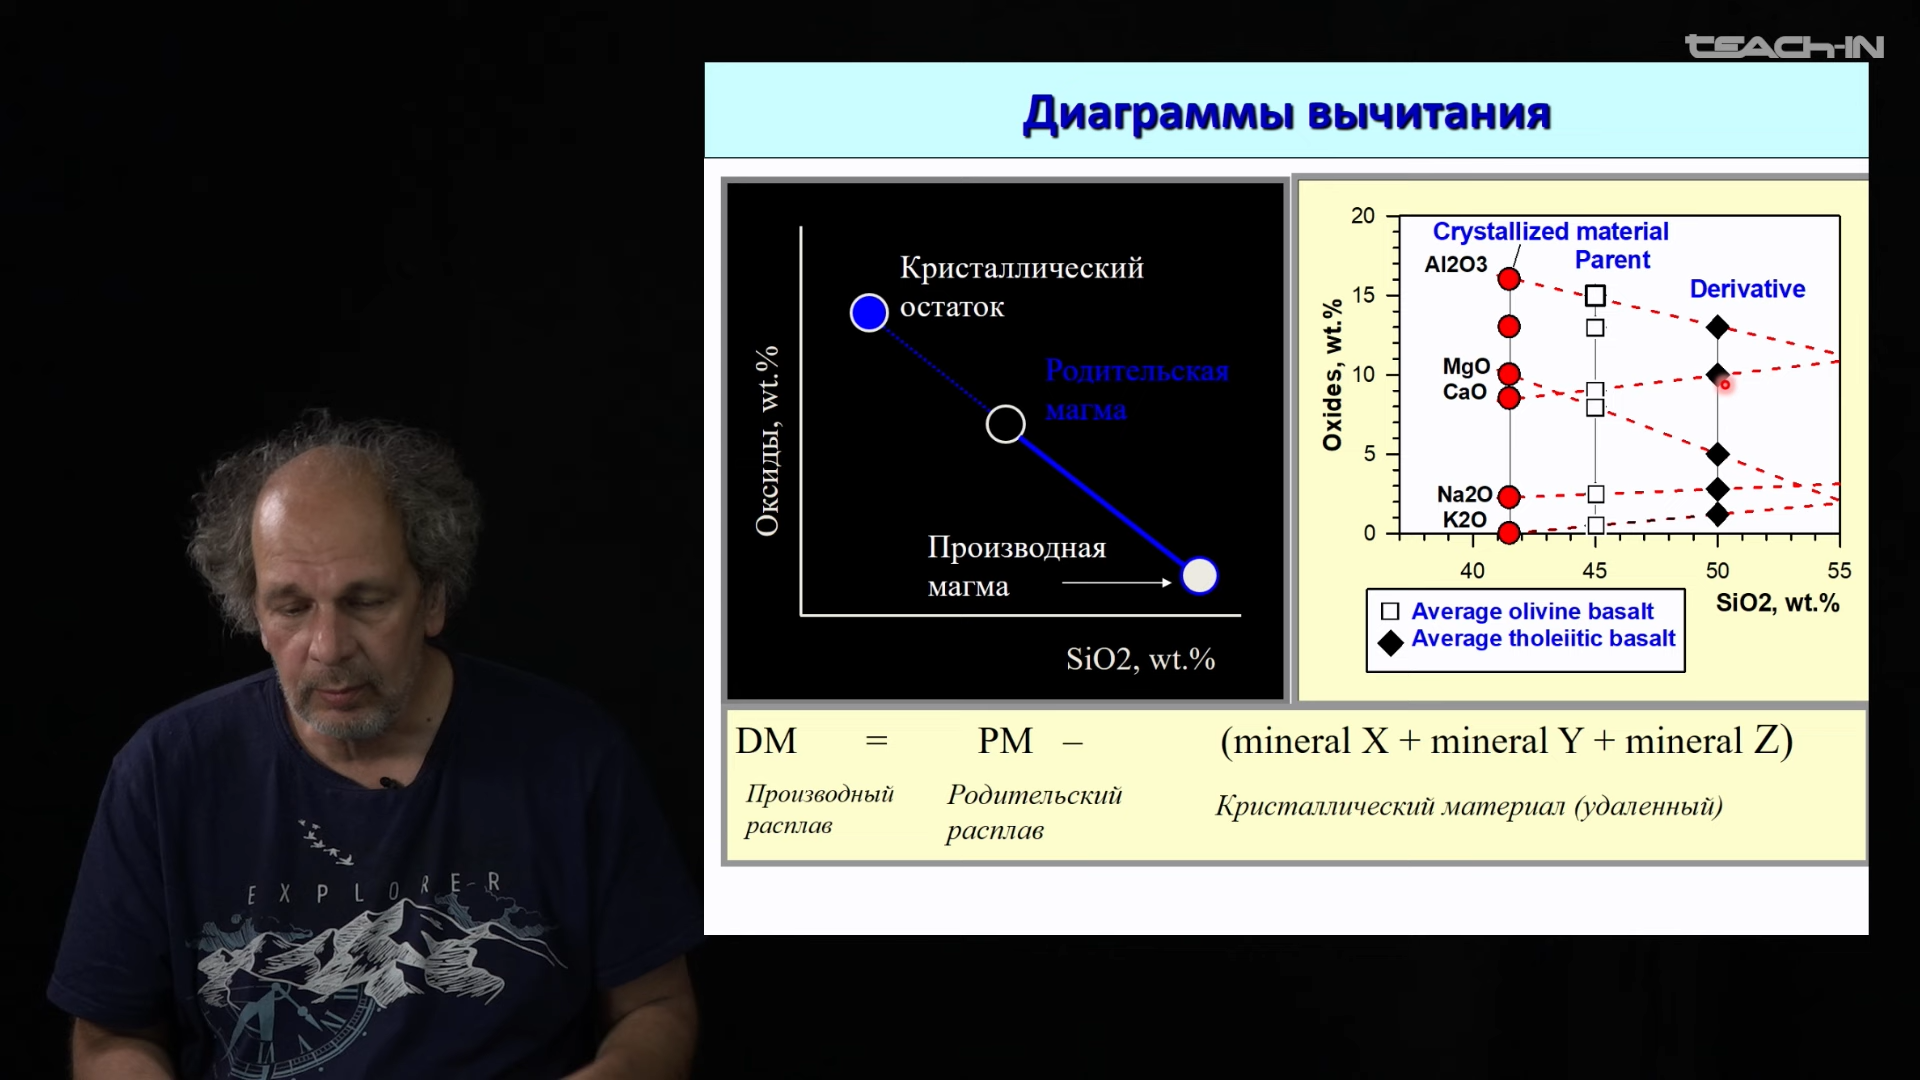 TEACH-IN
Диаграммы вычитания
Кристаллический
остаток
Родительская
магма
Производная
магма
Оксиды, wt.%
SiO2, wt.%
Crystallized material
Parent
Derivative
Al2O3
MgO
CaO
Na2O
K2O
20
15
10
5
0
Oxides, wt.%
40 45 50 55
SiO2, wt.%
Average olivine basalt
Average tholeiitic basalt
DM = PM – (mineral X + mineral Y + mineral Z)
Производный
расплав
Родительский
расплав
Кристаллический материал (удаленный)
EXPLORER